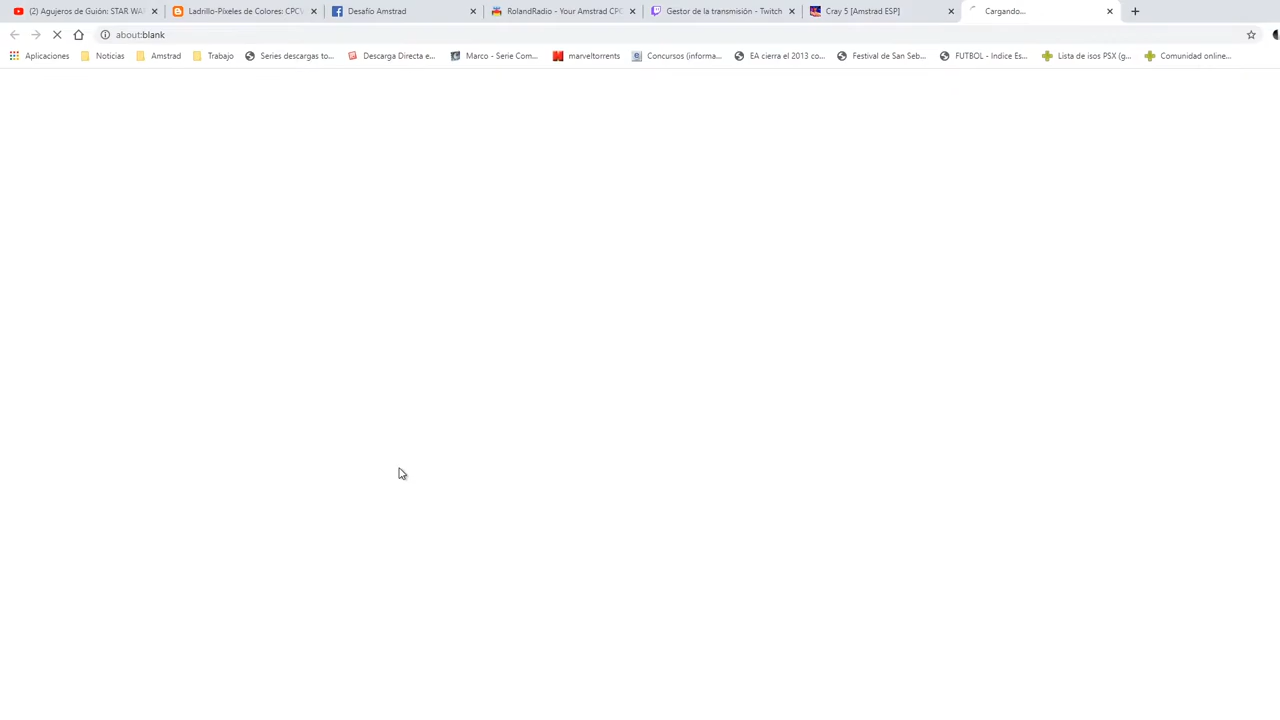 (2) Agujeros de Guión: STAR WAR
Ladrillo-Píxeles de Colores: CPCW
Desafío Amstrad
RolandRadio - Your Amstrad CPC
Gestor de la transmisión - Twitch
Cray 5 [Amstrad ESP]
Cargando...
about:blank
Aplicaciones
Noticias
Amstrad
Trabajo
Series descargas to...
Descarga Directa e...
Marco - Serie Com...
marveltorrents
Concursos (informa...
EA cierra el 2013 co...
Festival de San Seb...
FUTBOL - Indice Es...
Lista de isos PSX (g...
Comunidad online...